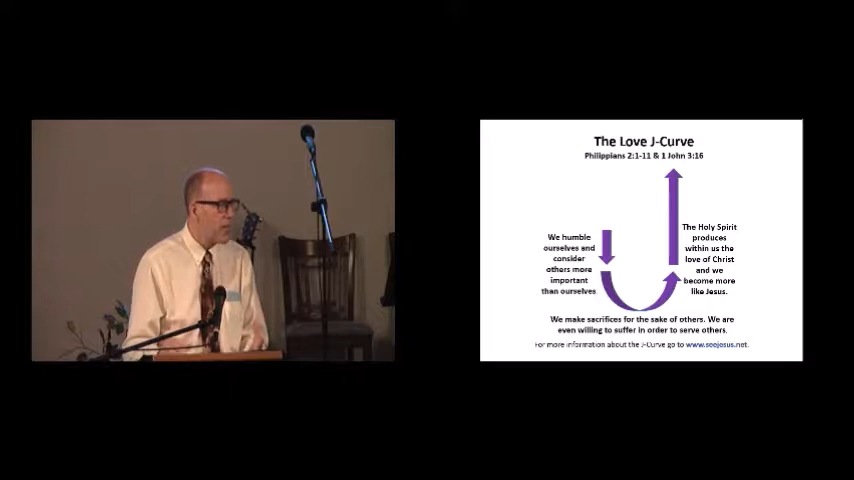 The Love J-Curve
Philippians 2:1-11 & 1 John 3:16
We humble
ourselves and
consider
others more
important
than ourselves
The Holy Spirit
produces
within us the
love of Christ
and we
become more
like Jesus.
We make sacrifices for the sake of others. We are
even willing to suffer in order to serve others.
For more information about the J-Curve go to www.seejesus.net.